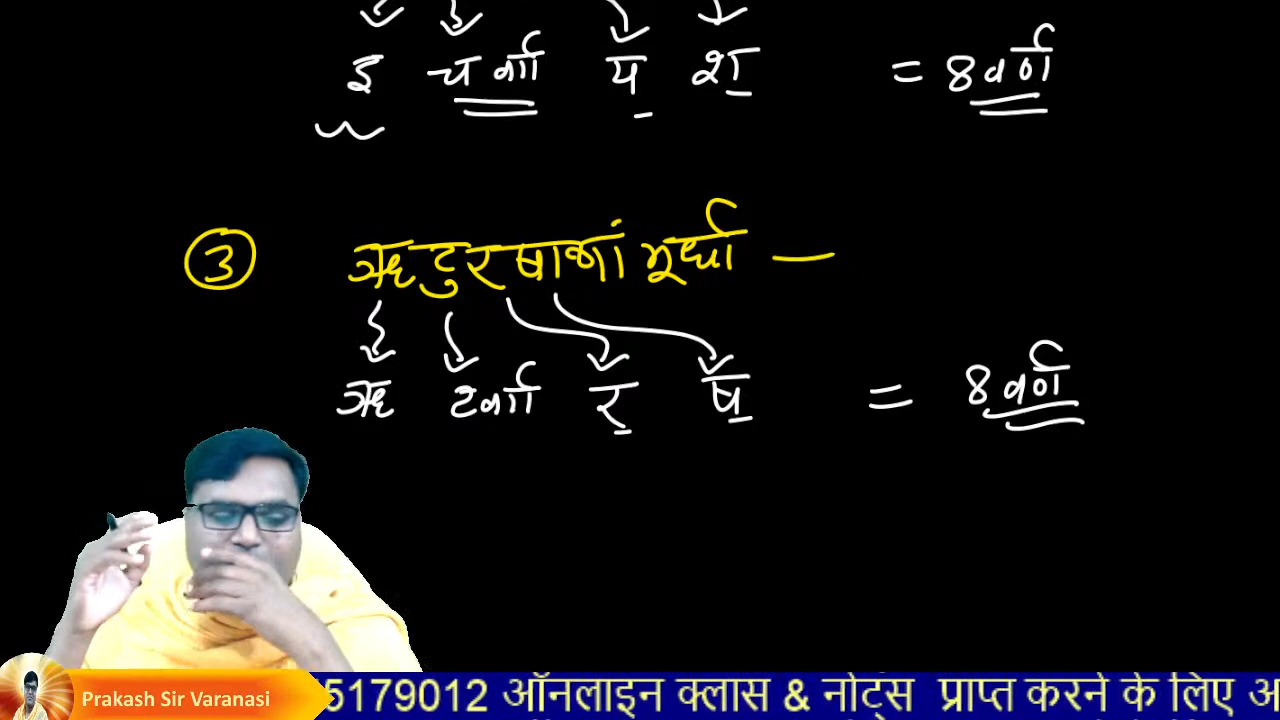 इ चवर्ग य श = 8 वर्ण
③ ऋटुरषाणां मूर्धा —
ऋ टवर्ग र् ष = 8 वर्ण
Prakash Sir Varanasi
5179012 ऑनलाइन क्लास & नोट्स प्राप्त करने के लिए अ